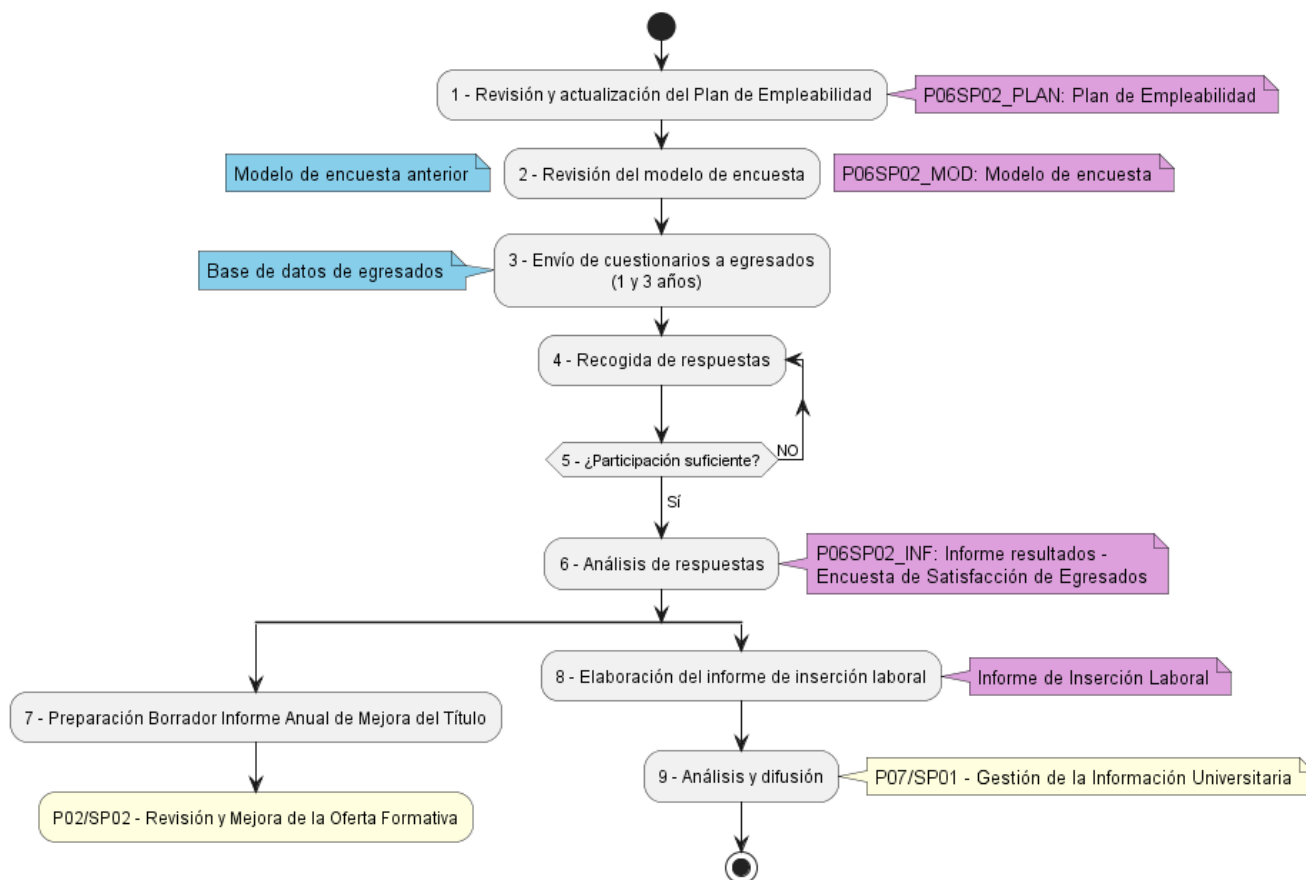 1 - Revisión y actualización del Plan de Empleabilidad
P06SP02_PLAN: Plan de Empleabilidad
Modelo de encuesta anterior
2 - Revisión del modelo de encuesta
P06SP02_MOD: Modelo de encuesta
Base de datos de egresados
3 - Envío de cuestionarios a egresados
(1 y 3 años)
4 - Recogida de respuestas
5 - ¿Participación suficiente?
NO
Sí
6 - Análisis de respuestas
P06SP02_INF: Informe resultados -
Encuesta de Satisfacción de Egresados
8 - Elaboración del informe de inserción laboral
Informe de Inserción Laboral
7 - Preparación Borrador Informe Anual de Mejora del Título
9 - Análisis y difusión
P07/SP01 - Gestión de la Información Universitaria
P02/SP02 - Revisión y Mejora de la Oferta Formativa